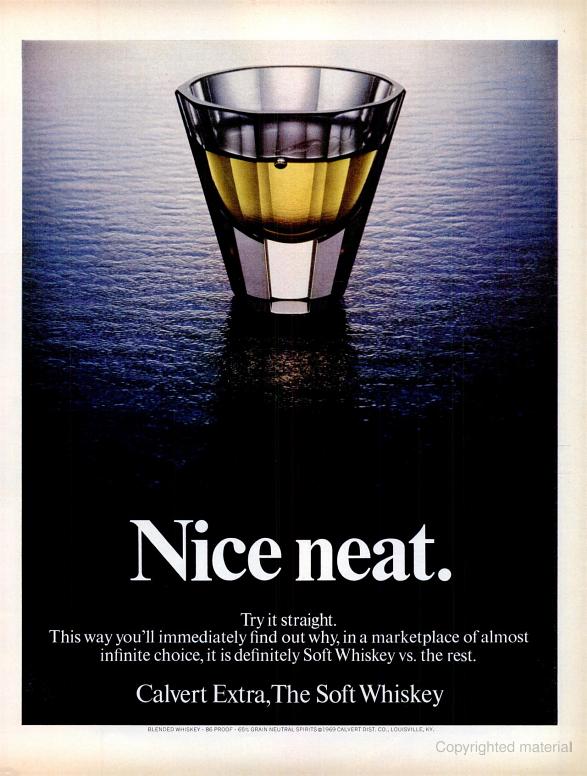 Nice neat.
Try it straight.
This way you'll immediately find out why, in a marketplace of almost
infinite choice, it is definitely Soft Whiskey vs. the rest.
Calvert Extra,The Soft Whiskey
BLENDED WHISKEY • 86 PROOF • 65% GRAIN NEUTRAL SPIRITS ©1969 CALVERT DIST. CO., LOUISVILLE, KY.
Copyrighted material